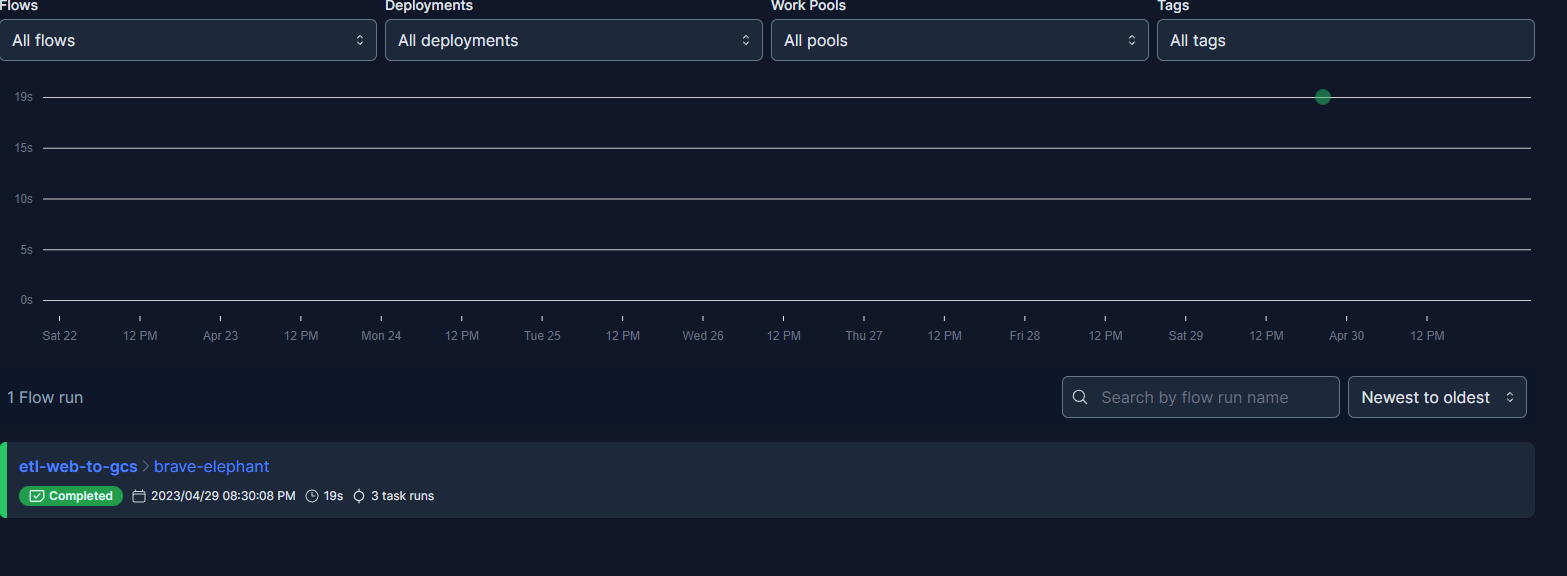 Flows Deployments Work Pools Tags
All flows All deployments All pools All tags
19s
15s
10s
5s
0s
Sat 22 12 PM Apr 23 12 PM Mon 24 12 PM Tue 25 12 PM Wed 26 12 PM Thu 27 12 PM Fri 28 12 PM Sat 29 12 PM Apr 30 12 PM
1 Flow run Search by flow run name Newest to oldest
etl-web-to-gcs > brave-elephant
Completed 2023/04/29 08:30:08 PM 19s 3 task runs